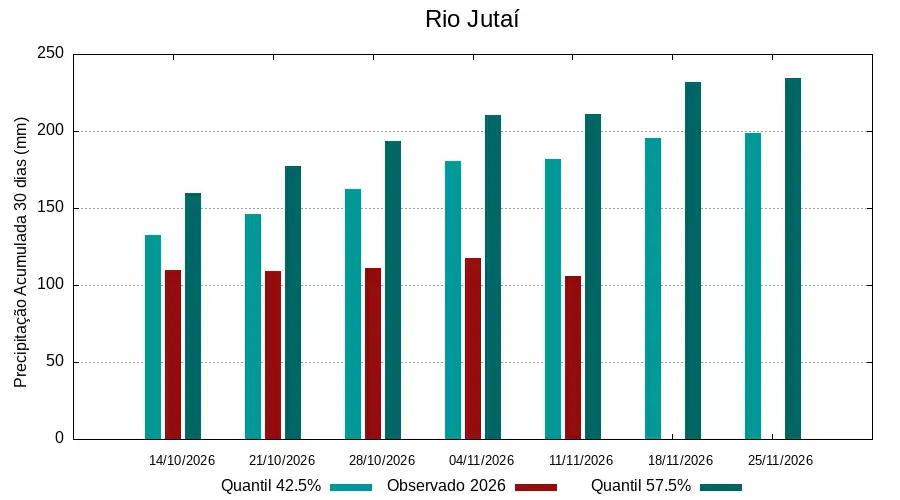 Rio Jutaí
Precipitação Acumulada 30 dias (mm)
250
200
150
100
50
0
14/10/2026 21/10/2026 28/10/2026 04/11/2026 11/11/2026 18/11/2026 25/11/2026
Quantil 42.5% Observado 2026 Quantil 57.5%